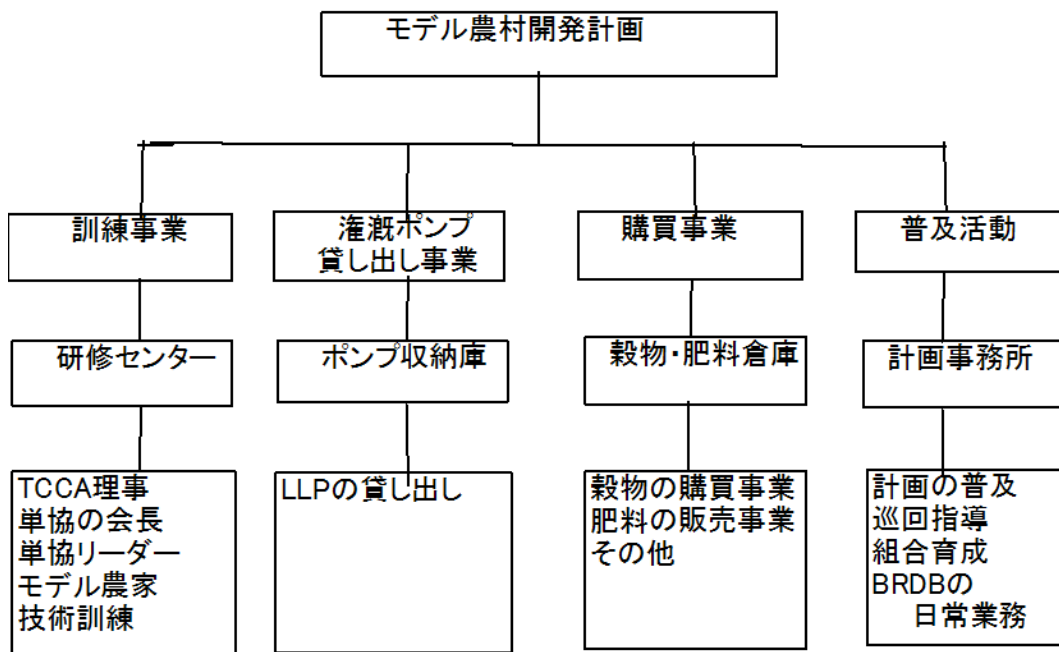 モデル農村開発計画
訓練事業
灌漑ポンプ
貸し出し事業
購買事業
普及活動
研修センター
ポンプ収納庫
穀物・肥料倉庫
計画事務所
TCCA理事
単協の会長
単協リーダー
モデル農家
技術訓練
LLPの貸し出し
穀物の購買事業
肥料の販売事業
その他
計画の普及
巡回指導
組合育成
BRDBの
日常業務